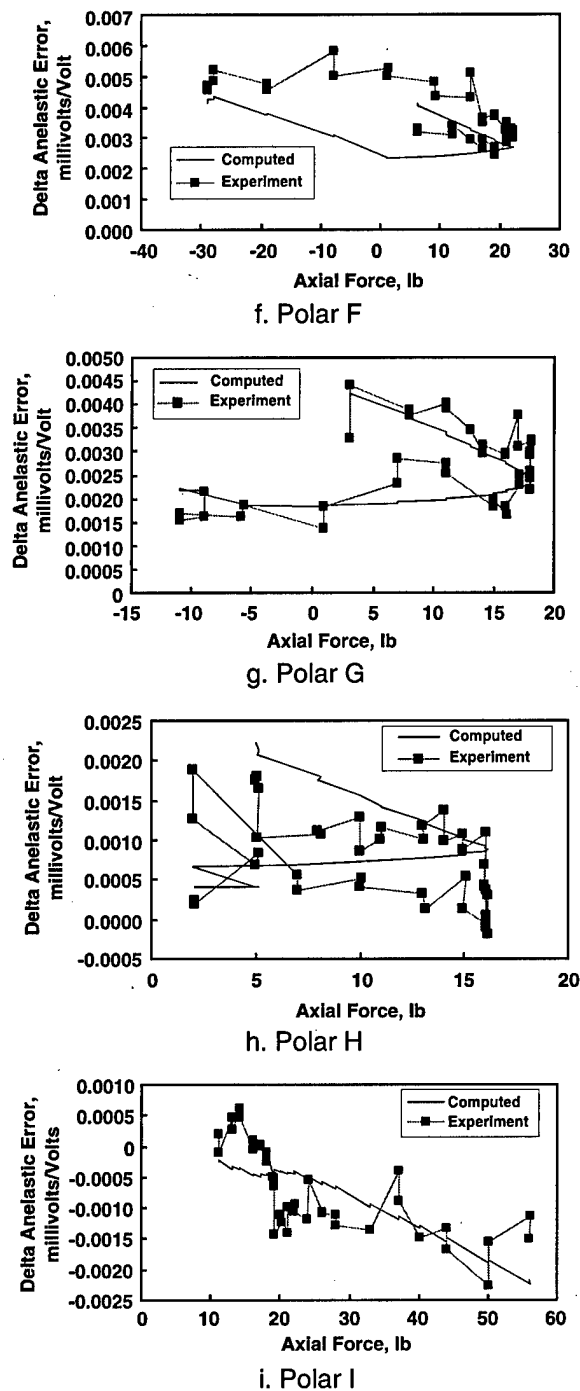 0.007
0.006
0.005
0.004
0.003
0.002
0.001
0.000
Delta Anelastic Error,
millivolts/Volt
Computed
Experiment
-40 -30 -20 -10 0 10 20 30
Axial Force, lb
f. Polar F
0.0050
0.0045
0.0040
0.0035
0.0030
0.0025
0.0020
0.0015
0.0010
0.0005
0
Delta Anelastic Error,
millivolts/Volt
Computed
Experiment
-15 -10 -5 0 5 10 15 20
Axial Force, lb
g. Polar G
0.0025
0.0020
0.0015
0.0010
0.0005
0.0000
-0.0005
Delta Anelastic Error,
millivolts/Volt
Computed
Experiment
0 5 10 15 20
Axial Force, lb
h. Polar H
0.0010
0.0005
0
-0.0005
-0.0010
-0.0015
-0.0020
-0.0025
Delta Anelastic Error,
millivolts/Volts
Computed
Experiment
0 10 20 30 40 50 60
Axial Force, lb
i. Polar I